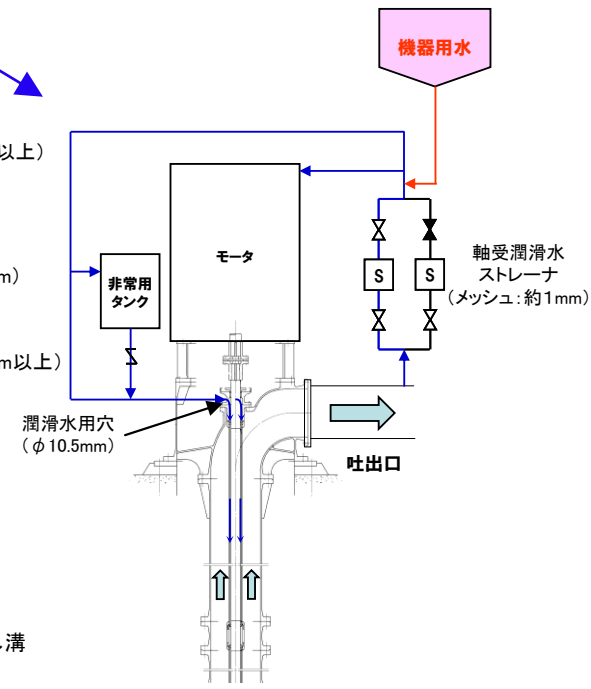 機器用水
以上）
モータ
軸受潤滑水
ストレーナ
（メッシュ：約1mm）
S
S
m）
非常用
タンク
m以上）
潤滑水用穴
（φ10.5mm）
吐出口
溝